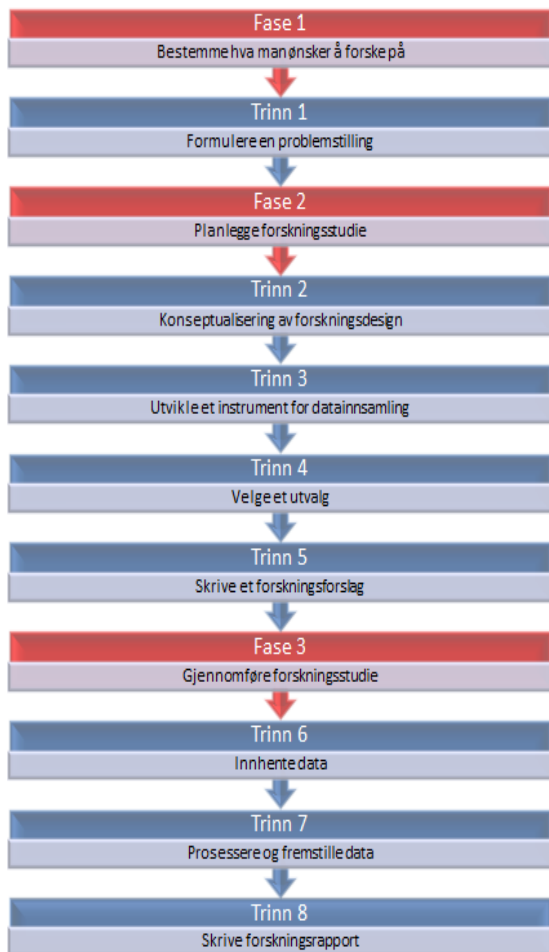 Fase 1
Bestemme hva man ønsker å forske på
Trinn 1
Formulere en problemstilling
Fase 2
Planlegge forskningsstudie
Trinn 2
Konseptualisering av forskningsdesign
Trinn 3
Utvikle et instrument for datainnsamling
Trinn 4
Velge et utvalg
Trinn 5
Skrive et forskningsforslag
Fase 3
Gjennomføre forskningsstudie
Trinn 6
Innhente data
Trinn 7
Prosessere og fremstille data
Trinn 8
Skrive forskningsrapport